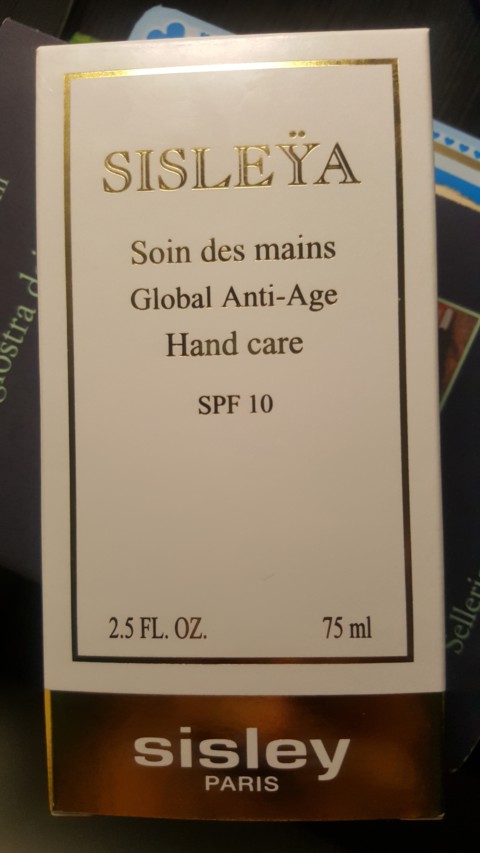 SISLEŸA
Soin des mains
Global Anti-Age
Hand care
SPF 10
2.5 FL. OZ.
75 ml
sisley
PARIS